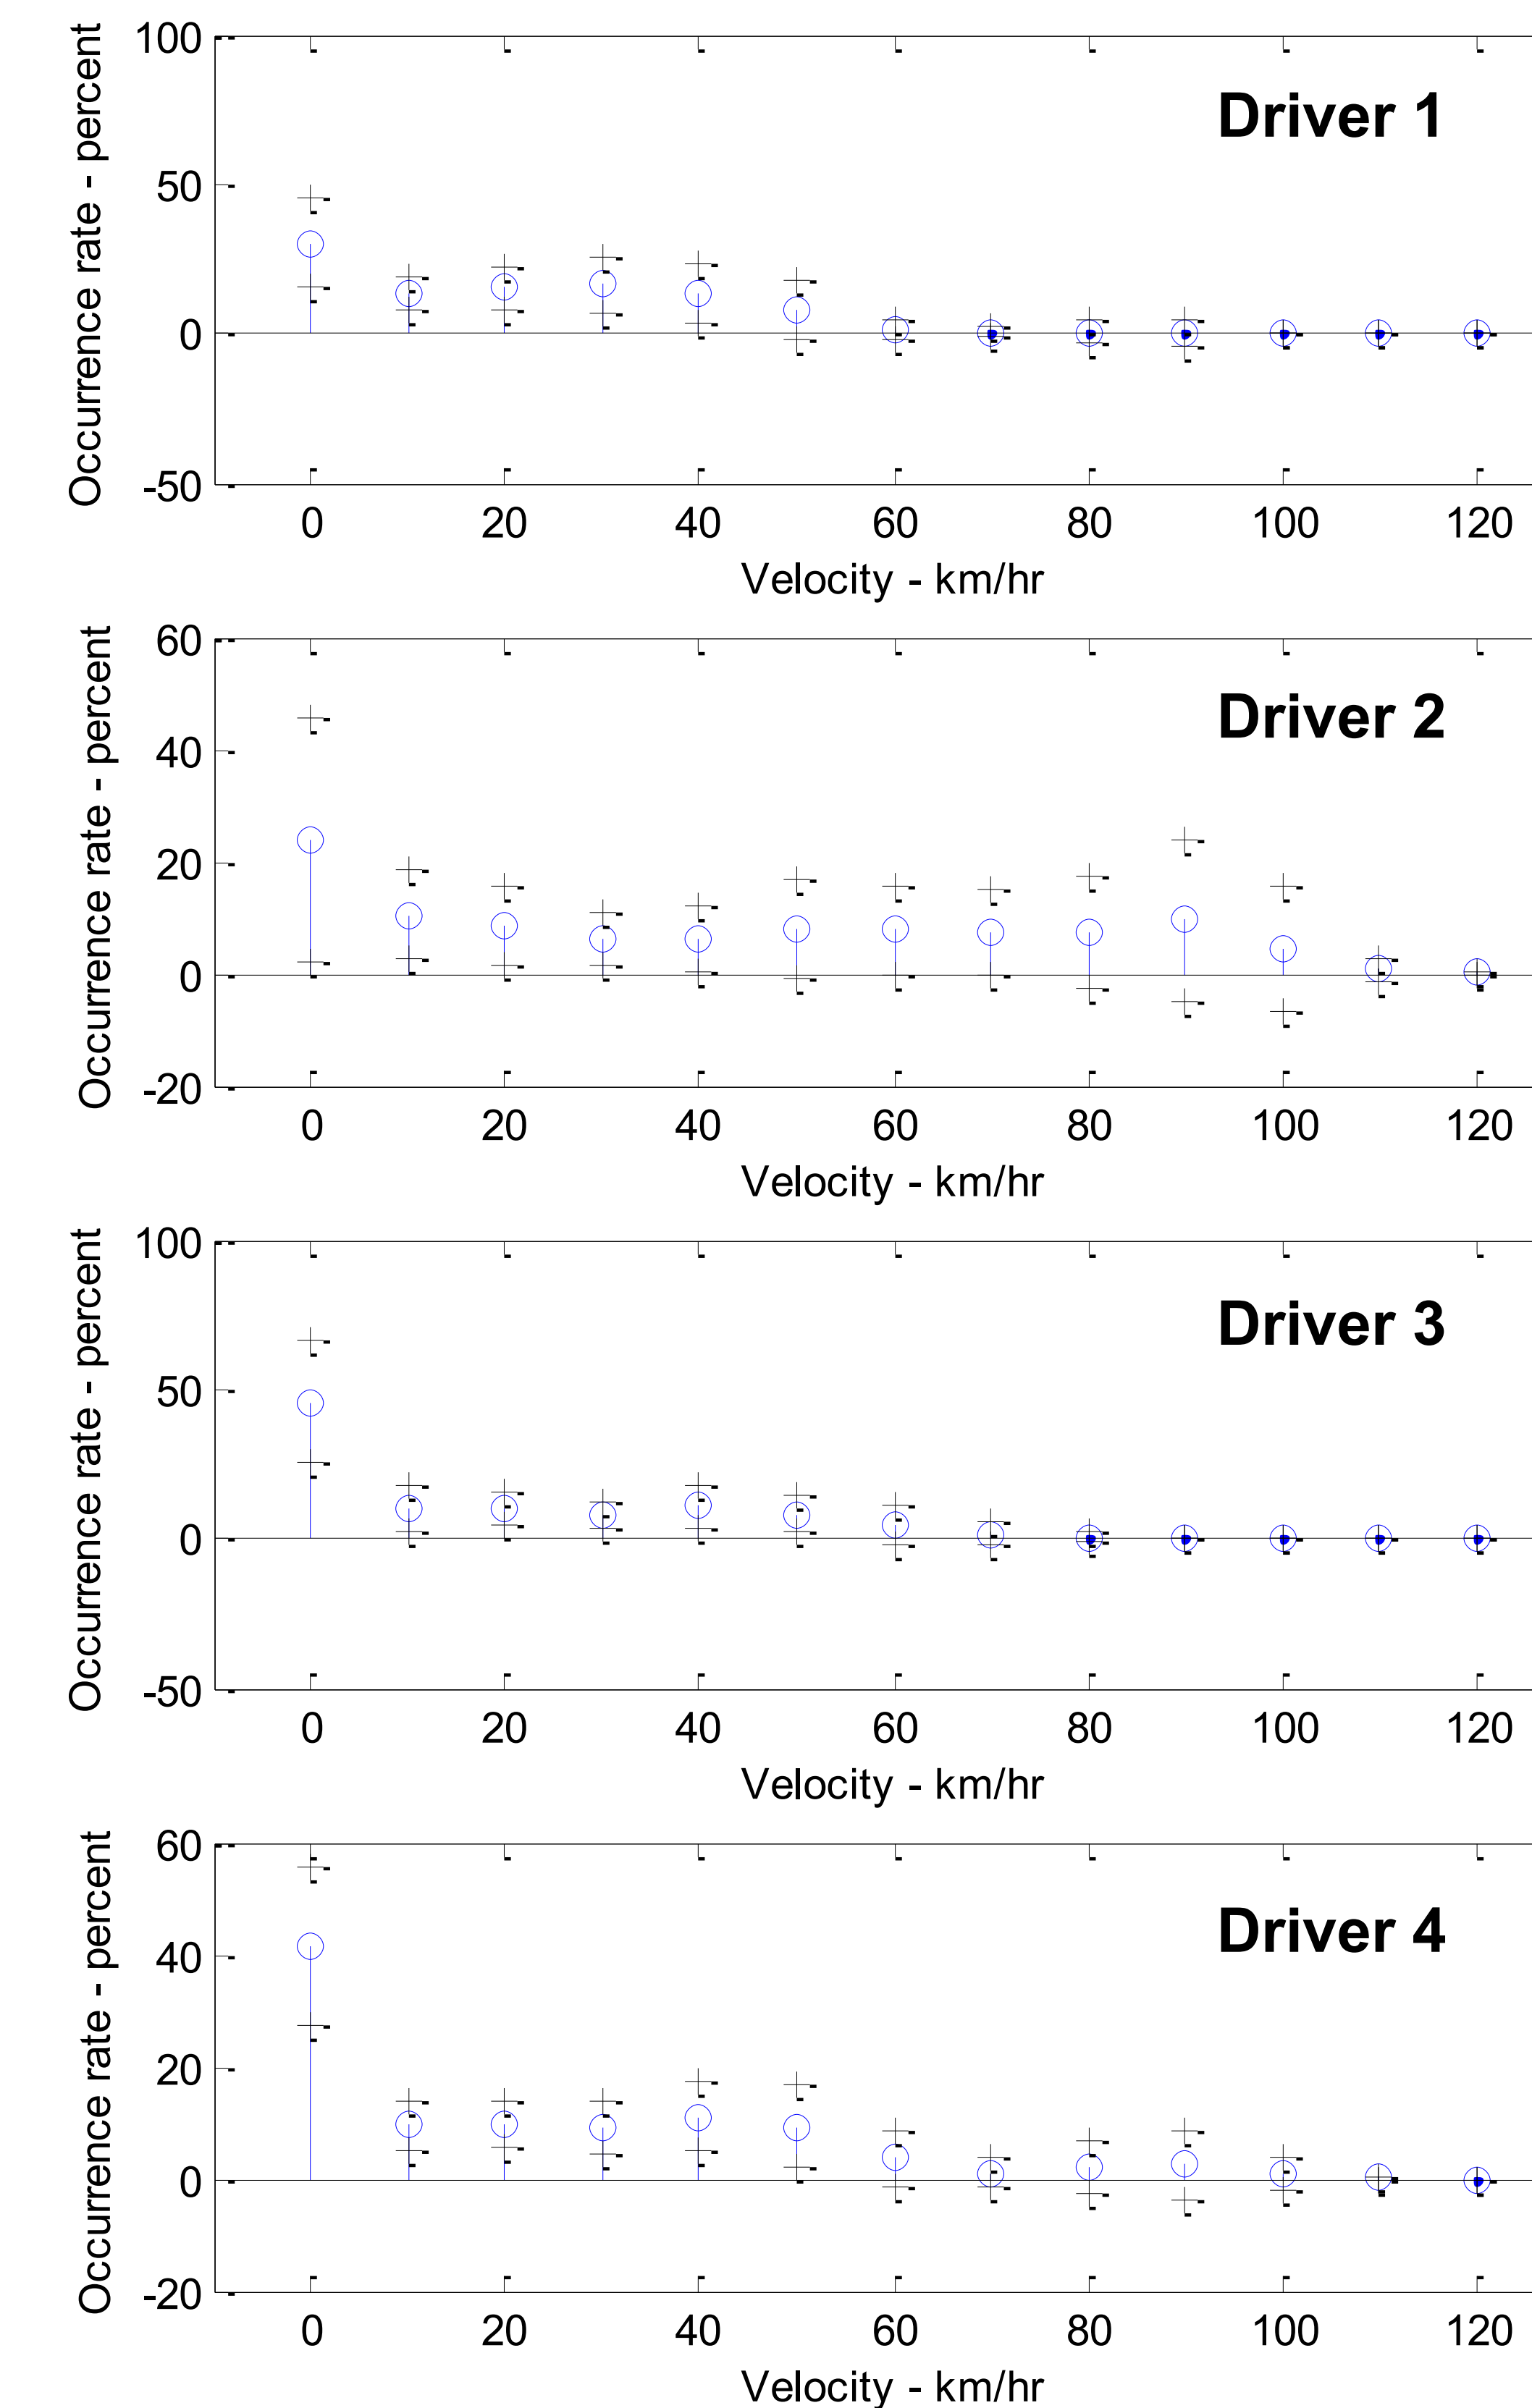 Occurrence rate - percent
100
50
0
-50
Driver 1
0 20 40 60 80 100 120
Velocity - km/hr
Occurrence rate - percent
60
40
20
0
-20
Driver 2
0 20 40 60 80 100 120
Velocity - km/hr
Occurrence rate - percent
100
50
0
-50
Driver 3
0 20 40 60 80 100 120
Velocity - km/hr
Occurrence rate - percent
60
40
20
0
-20
Driver 4
0 20 40 60 80 100 120
Velocity - km/hr